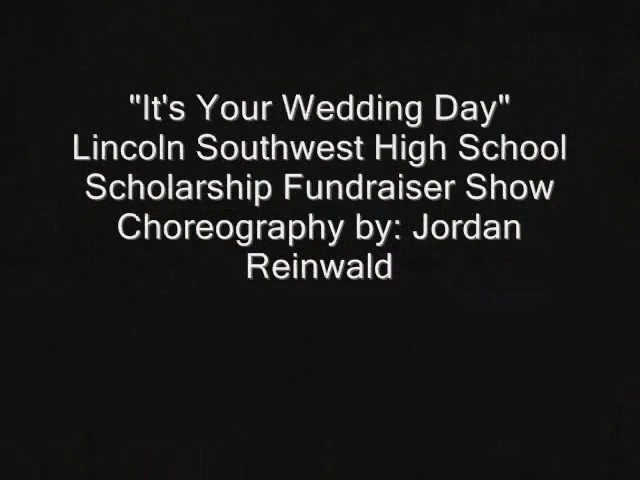 "It's Your Wedding Day"
Lincoln Southwest High School
Scholarship Fundraiser Show
Choreography by: Jordan
Reinwald